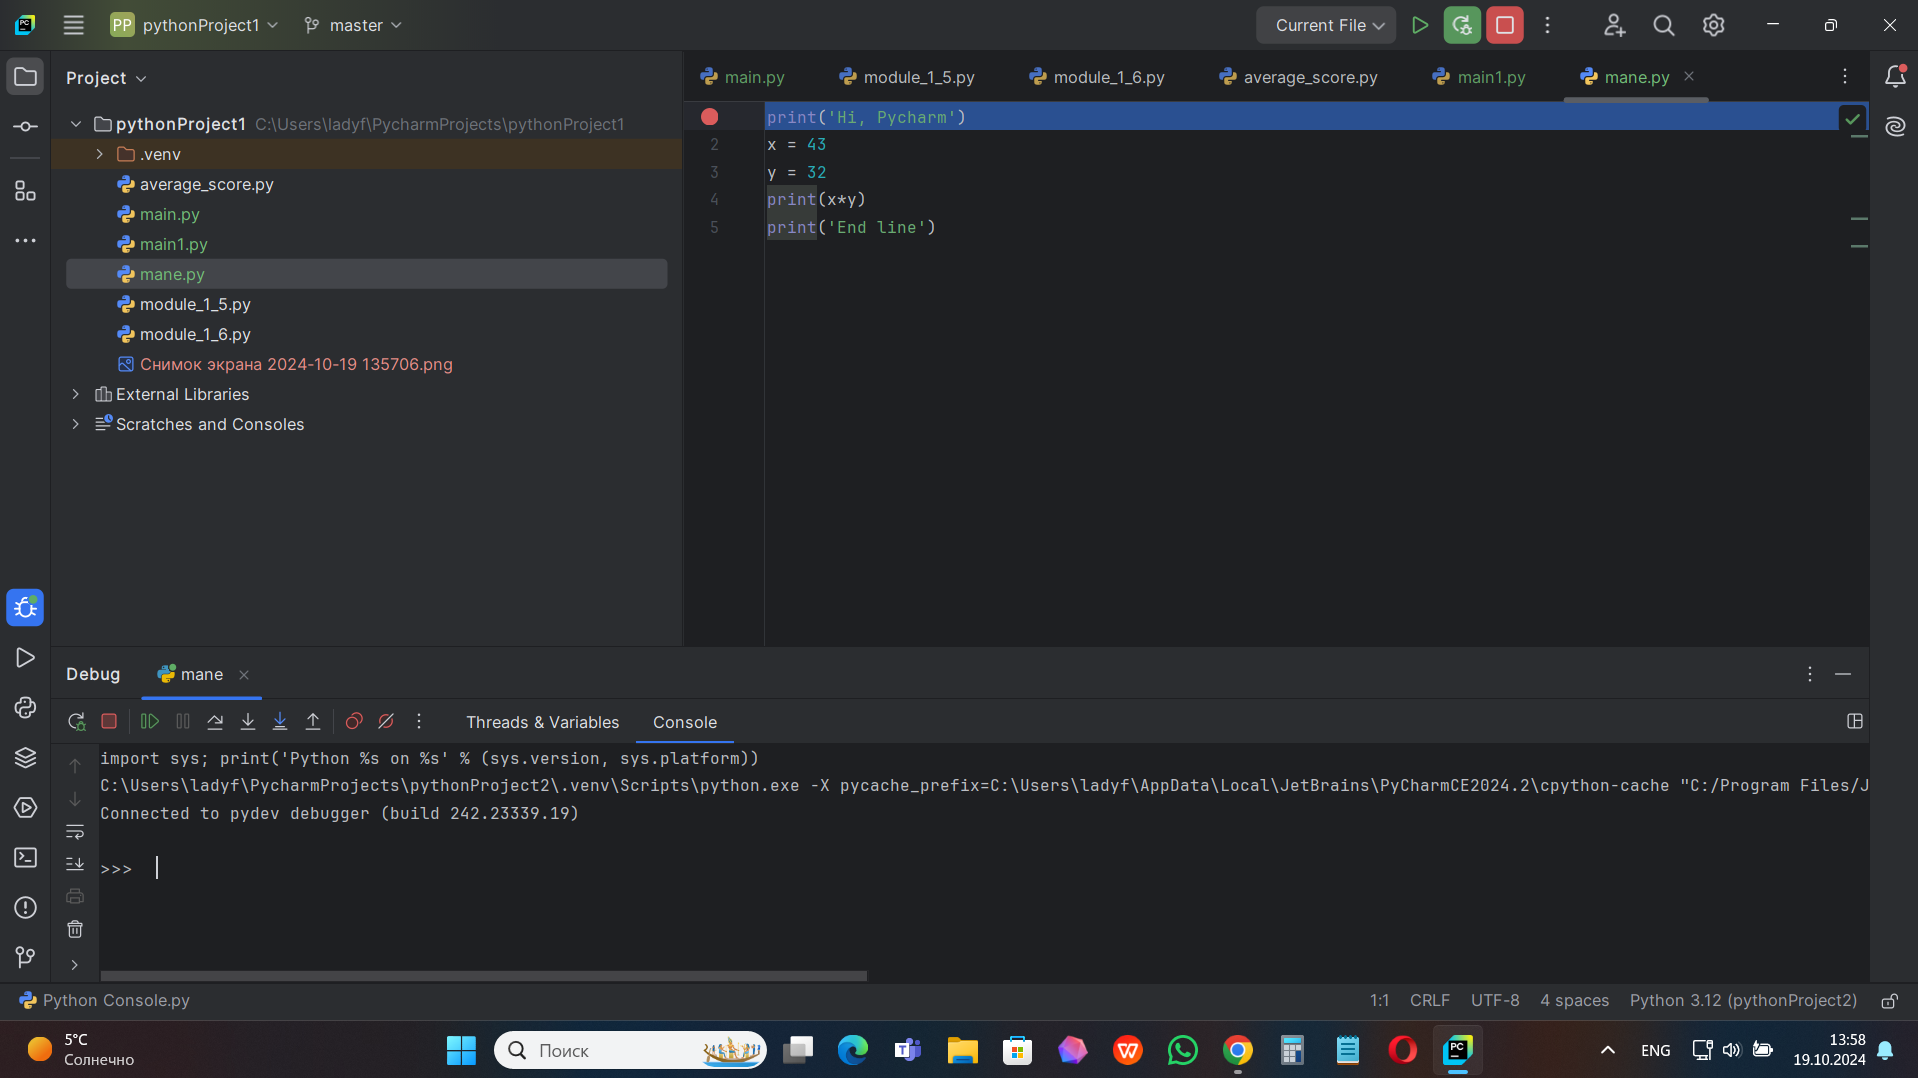 PP pythonProject1 master Current File
Project
main.py module_1_5.py module_1_6.py average_score.py main1.py mane.py
pythonProject1 C:\Users\ladyf\PycharmProjects\pythonProject1
.venv
average_score.py
main.py
main1.py
mane.py
module_1_5.py
module_1_6.py
Снимок экрана 2024-10-19 135706.png
External Libraries
Scratches and Consoles
print('Hi, Pycharm')
2 x = 43
3 y = 32
4 print(x*y)
5 print('End line')
Debug mane
Threads & Variables Console
import sys; print('Python %s on %s' % (sys.version, sys.platform))
C:\Users\ladyf\PycharmProjects\pythonProject2\.venv\Scripts\python.exe -X pycache_prefix=C:\Users\ladyf\AppData\Local\JetBrains\PyCharmCE2024.2\cpython-cache "C:/Program Files/J
Connected to pydev debugger (build 242.23339.19)
>>>
Python Console.py 1:1 CRLF UTF-8 4 spaces Python 3.12 (pythonProject2)
5°C
Солнечно
Поиск
ENG
13:58
19.10.2024